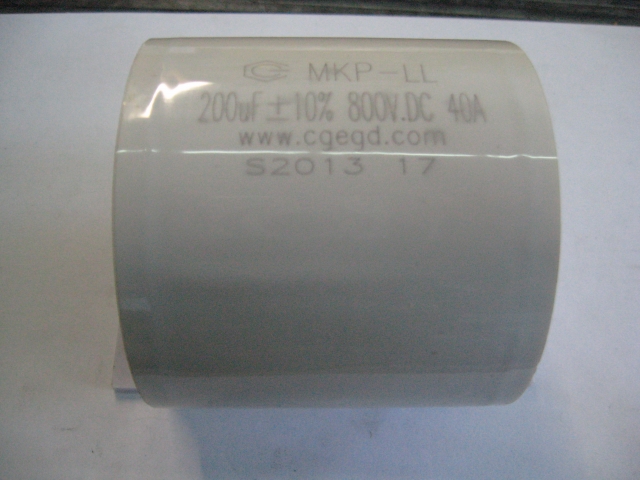 MKP-LL
200uF ±10% 800V.DC 40A
www.cgegd.com
S2013 17